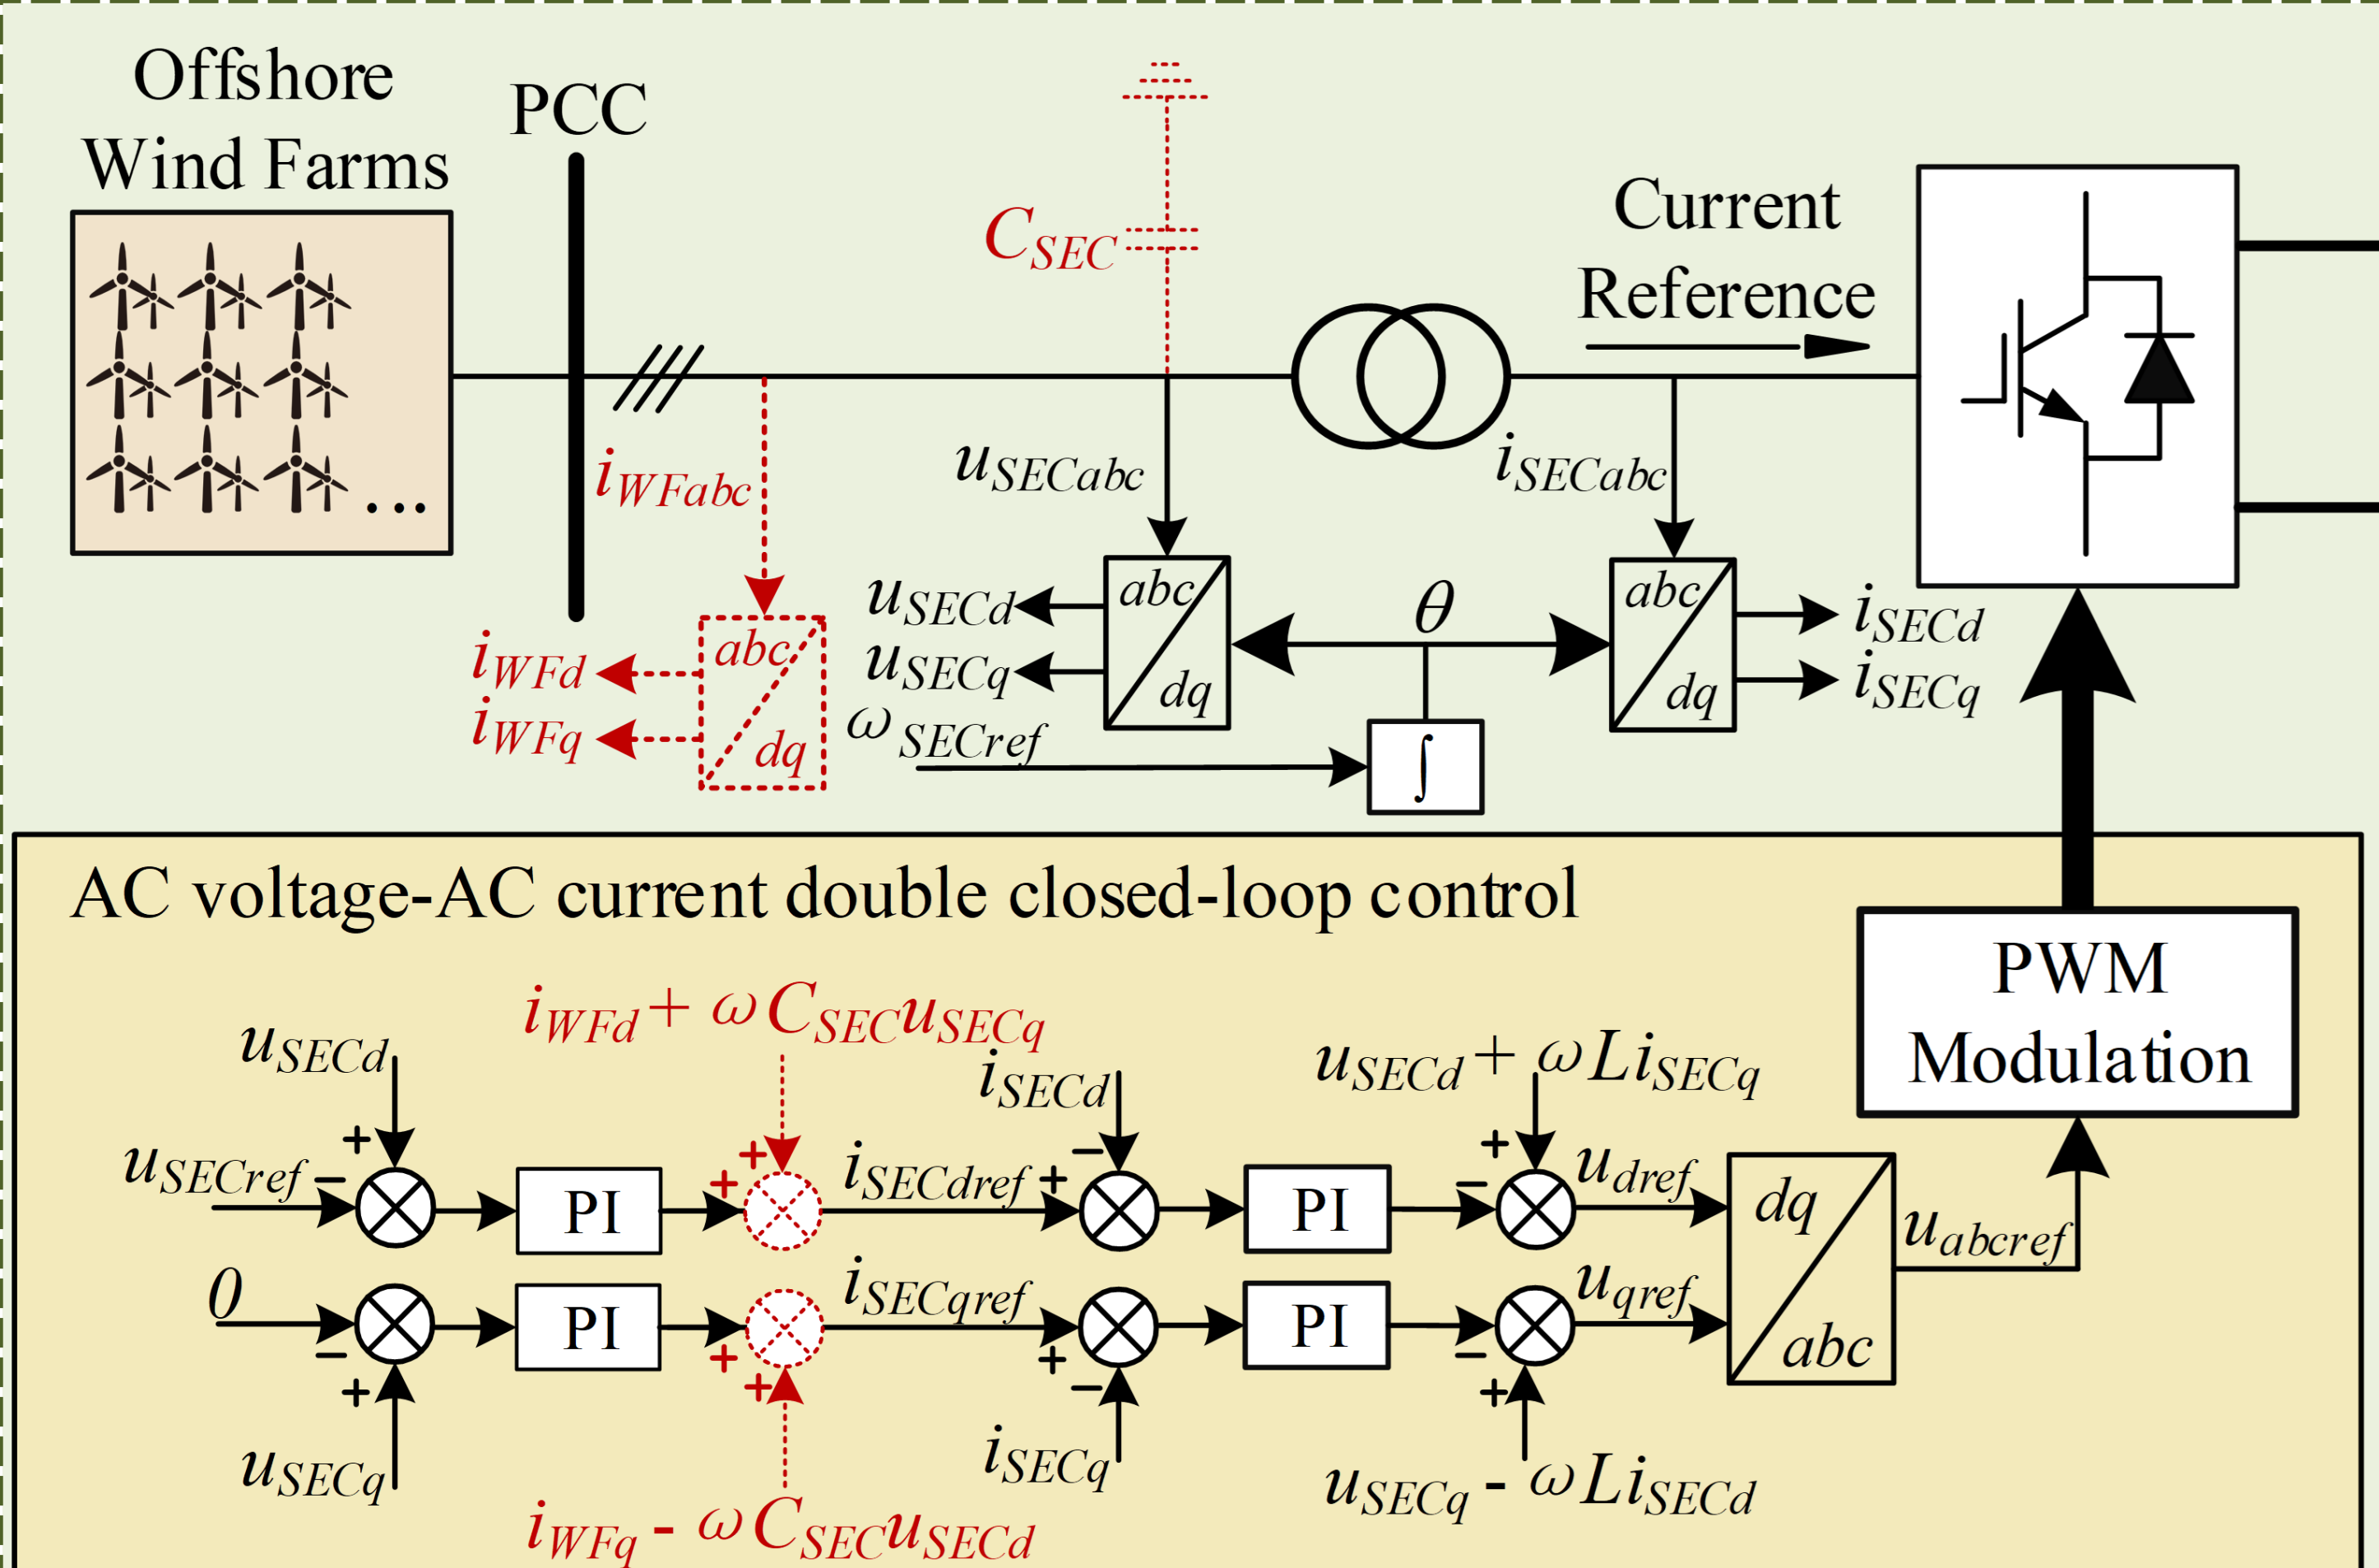 Offshore
Wind Farms
PCC
C_SEC
Current
Reference
...
i_WFabc
u_SECabc
i_SECabc
abc
dq
i_WFd
i_WFq
abc
dq
u_SECd
u_SECq
θ
abc
dq
i_SECd
i_SECq
ω_SECref
∫
AC voltage-AC current double closed-loop control
PWM
Modulation
i_WFd + ωC_SEC u_SECq
u_SECd
i_SECd
u_SECd + ωLi_SECq
+
+
-
+
u_SECref
-
PI
+
i_SECdref
+
PI
-
u_dref
dq
abc
u_abcref
0
-
PI
+
i_SECqref
+
PI
-
u_qref
+
+
-
+
u_SECq
i_SECq
u_SECq - ωLi_SECd
i_WFq - ωC_SEC u_SECd